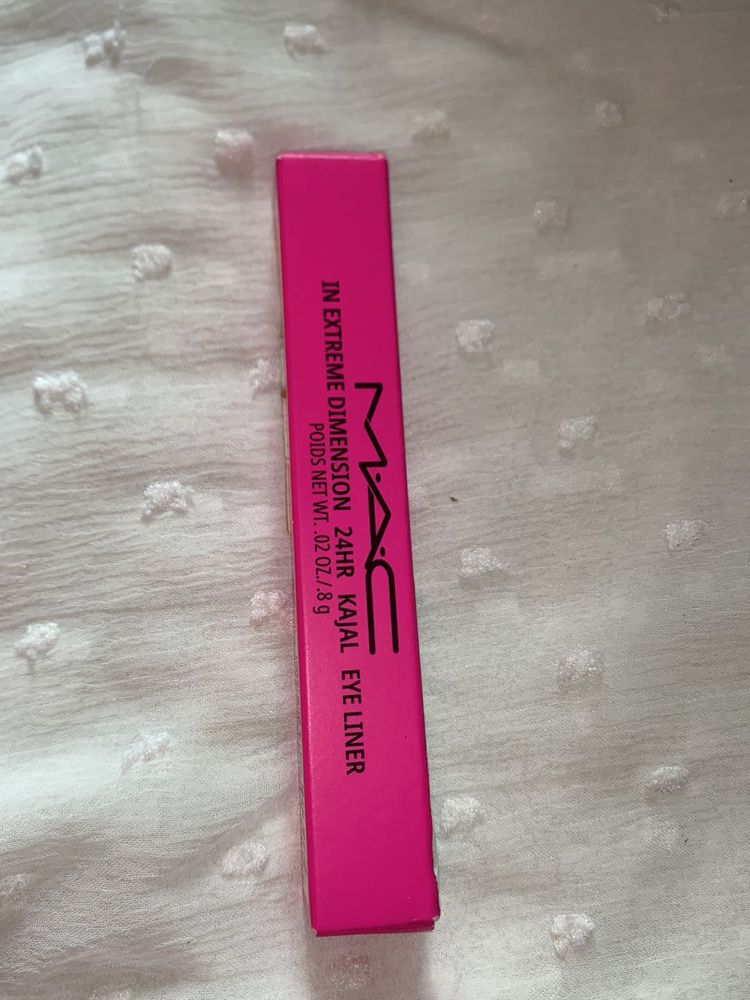 M·A·C
IN EXTREME DIMENSION 24HR KAJAL EYE LINER
POIDS NET WT. .02 OZ./.8 g